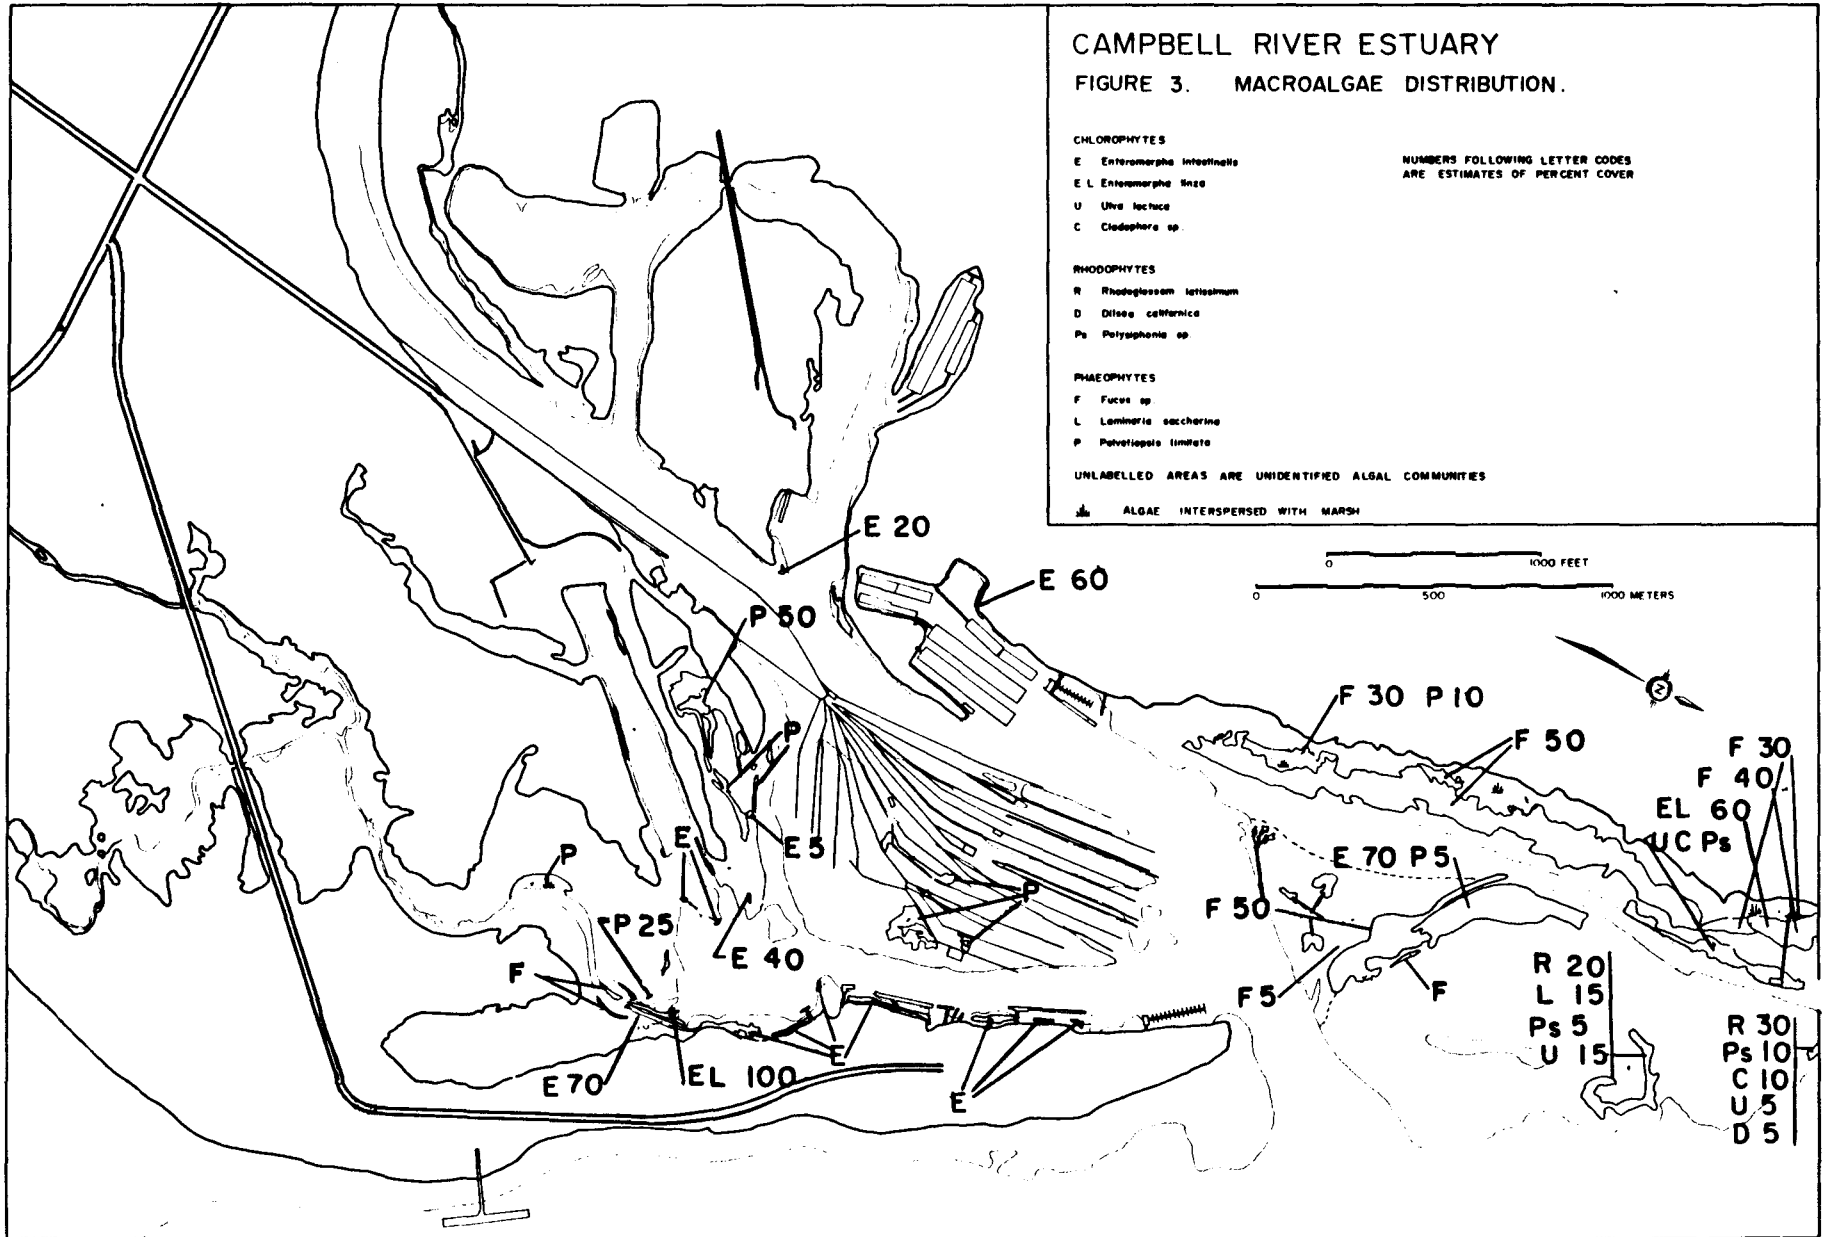 CAMPBELL RIVER ESTUARY
FIGURE 3. MACROALGAE DISTRIBUTION.
CHLOROPHYTES
E Enteromorpha intestinalis
E L Enteromorpha linza
U Ulva lactuca
C Cladophora sp.
NUMBERS FOLLOWING LETTER CODES
ARE ESTIMATES OF PERCENT COVER
RHODOPHYTES
R Rhodoglossum latissimum
D Dilsea californica
Ps Polysiphonia sp.
PHAEOPHYTES
F Fucus sp.
L Laminaria saccharina
P Pelvetiopsis limitata
UNLABELLED AREAS ARE UNIDENTIFIED ALGAL COMMUNITIES
ALGAE INTERSPERSED WITH MARSH
0 1000 FEET
0 500 1000 METERS
Z
E 20
E 60
P 50
F 30 P 10
P
F 50
F 30
F 40
EL 60
U C Ps
E
E 5
P
E 70 P 5
P
F 50
P 25
E 40
F
F 5
F
R 20
L 15
Ps 5
U 15
R 30
Ps 10
C 10
U 5
D 5
E 70
EL 100
E
E